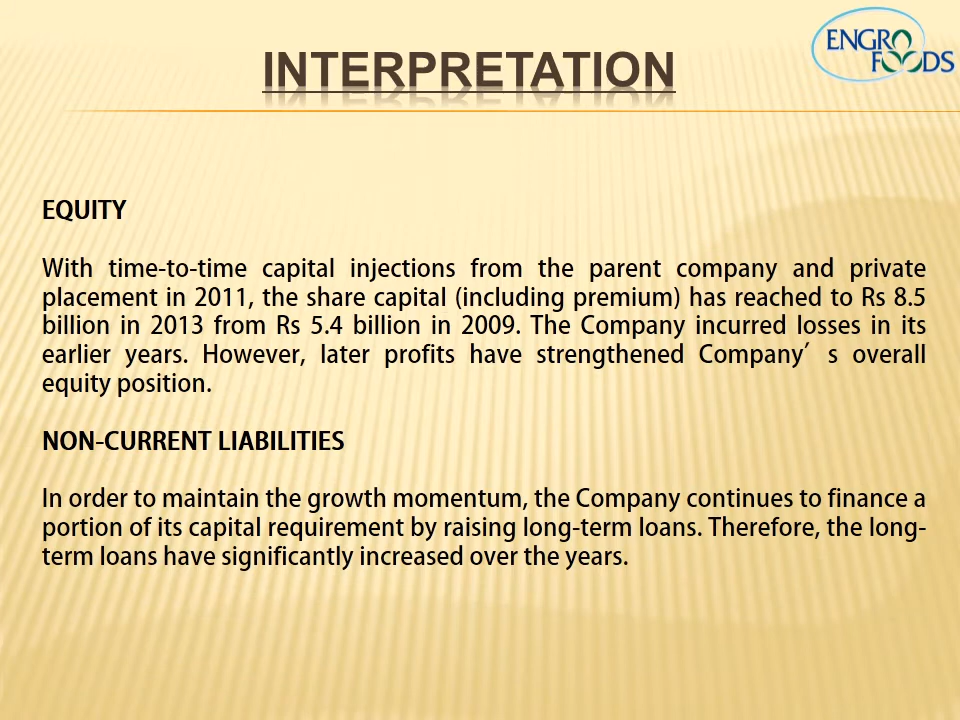 INTERPRETATION
ENGRO
FOODS
EQUITY
With time-to-time capital injections from the parent company and private
placement in 2011, the share capital (including premium) has reached to Rs 8.5
billion in 2013 from Rs 5.4 billion in 2009. The Company incurred losses in its
earlier years. However, later profits have strengthened Company′ s overall
equity position.
NON-CURRENT LIABILITIES
In order to maintain the growth momentum, the Company continues to finance a
portion of its capital requirement by raising long-term loans. Therefore, the long-
term loans have significantly increased over the years.